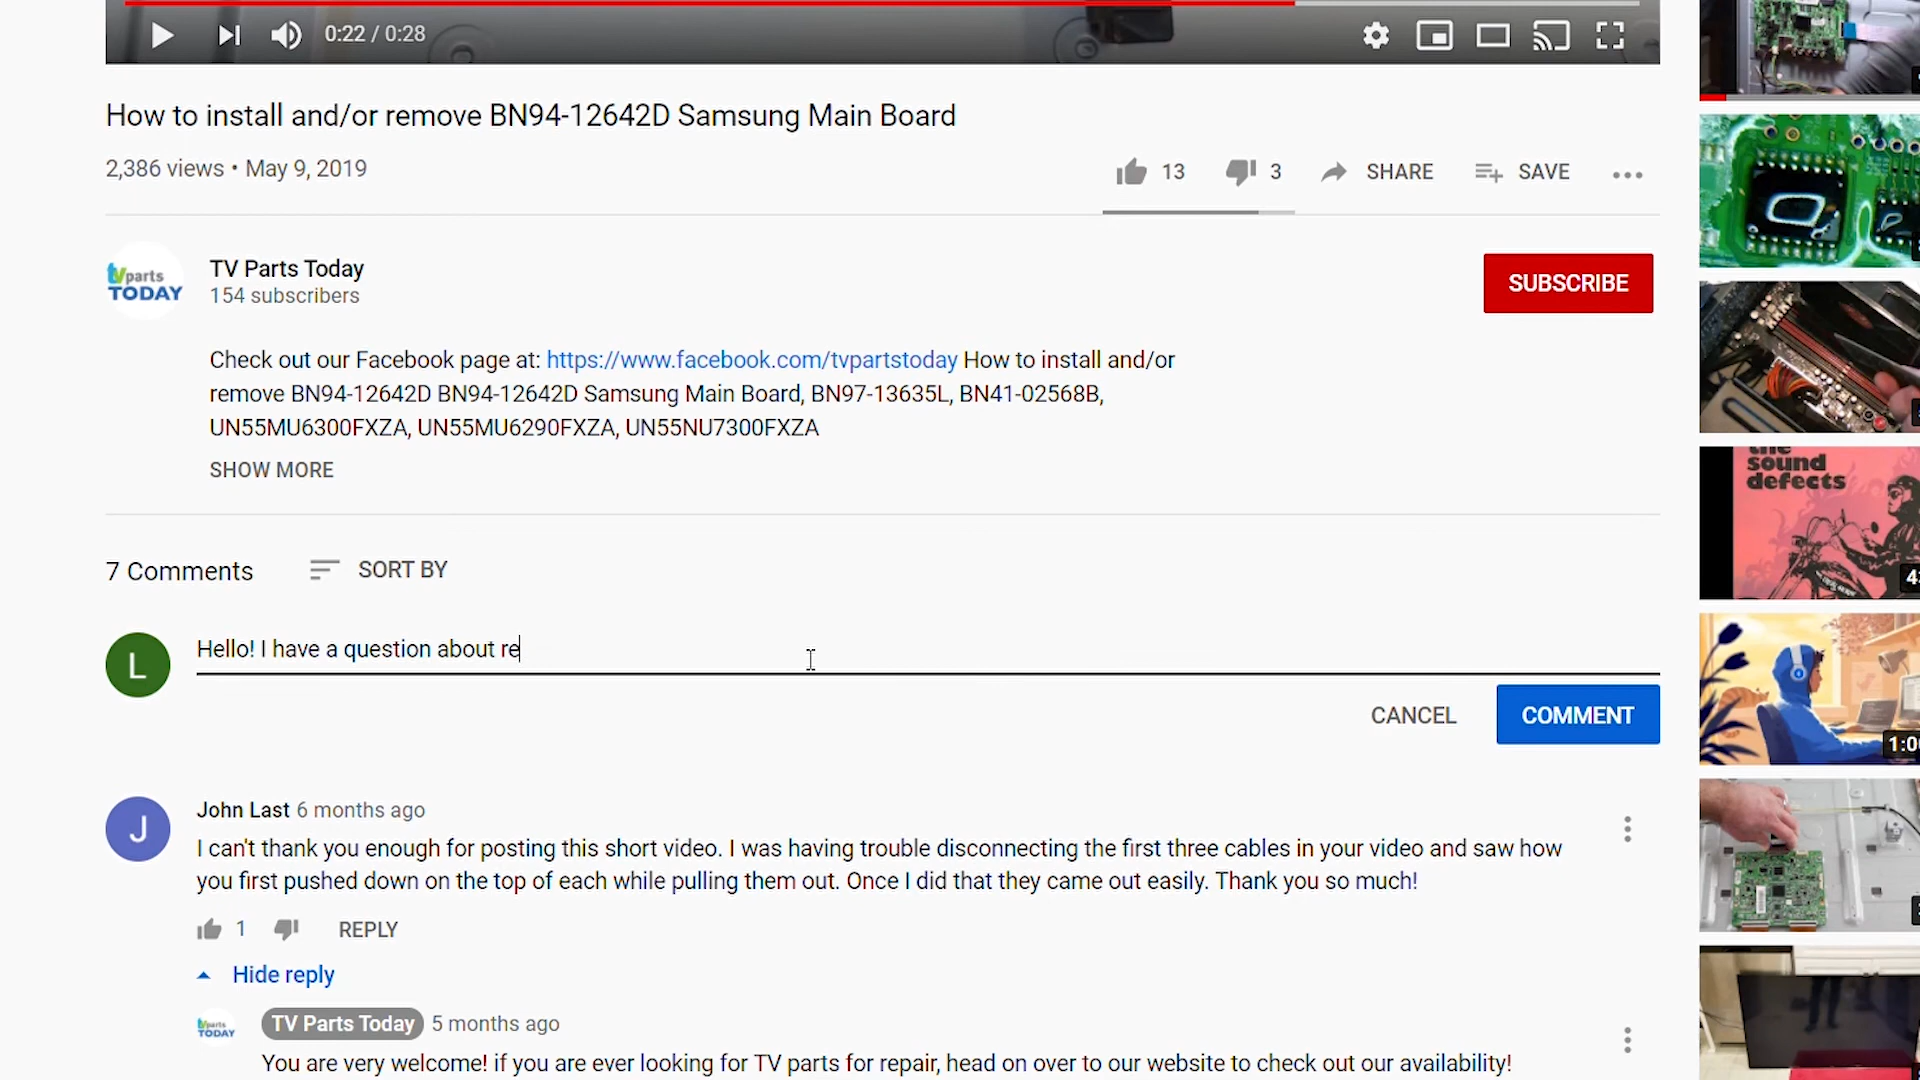 0:22 / 0:28
How to install and/or remove BN94-12642D Samsung Main Board
2,386 views • May 9, 2019
13
3
SHARE
SAVE
tvparts TODAY
TV Parts Today
154 subscribers
SUBSCRIBE
Check out our Facebook page at: https://www.facebook.com/tvpartstoday How to install and/or
remove BN94-12642D BN94-12642D Samsung Main Board, BN97-13635L, BN41-02568B,
UN55MU6300FXZA, UN55MU6290FXZA, UN55NU7300FXZA
SHOW MORE
7 Comments
SORT BY
L
Hello! I have a question about re
CANCEL
COMMENT
J
John Last 6 months ago
I can't thank you enough for posting this short video. I was having trouble disconnecting the first three cables in your video and saw how
you first pushed down on the top of each while pulling them out. Once I did that they came out easily. Thank you so much!
1
REPLY
Hide reply
tvparts TODAY
TV Parts Today 5 months ago
You are very welcome! if you are ever looking for TV parts for repair, head on over to our website to check out our availability!
sound
defects